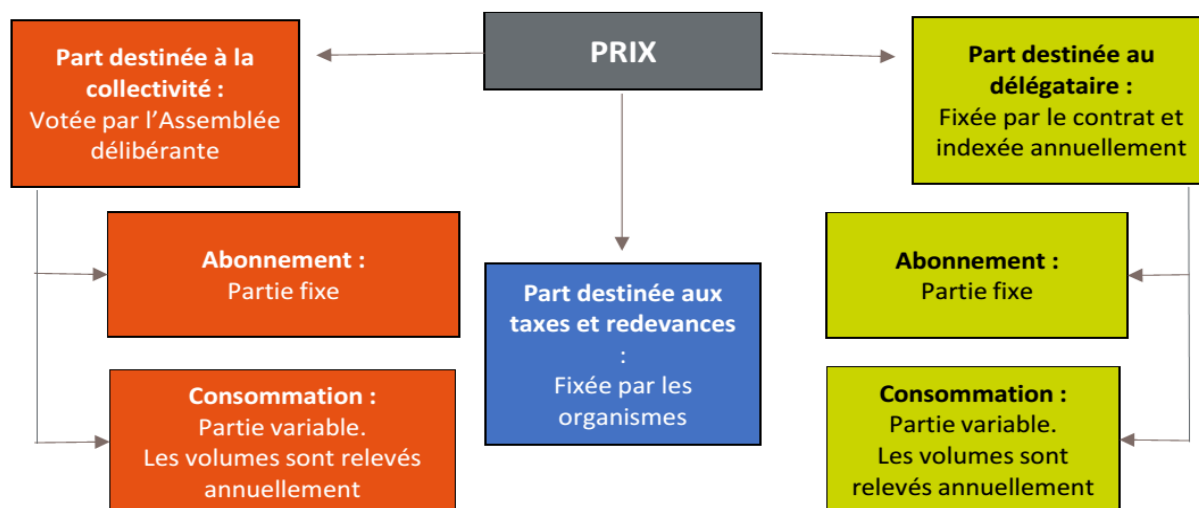 PRIX
Part destinée à la
collectivité :
Votée par l'Assemblée
délibérante
Abonnement :
Partie fixe
Consommation :
Partie variable.
Les volumes sont relevés
annuellement
Part destinée aux
taxes et redevances
:
Fixée par les
organismes
Part destinée au
délégataire :
Fixée par le contrat et
indexée annuellement
Abonnement :
Partie fixe
Consommation :
Partie variable.
Les volumes sont
relevés annuellement